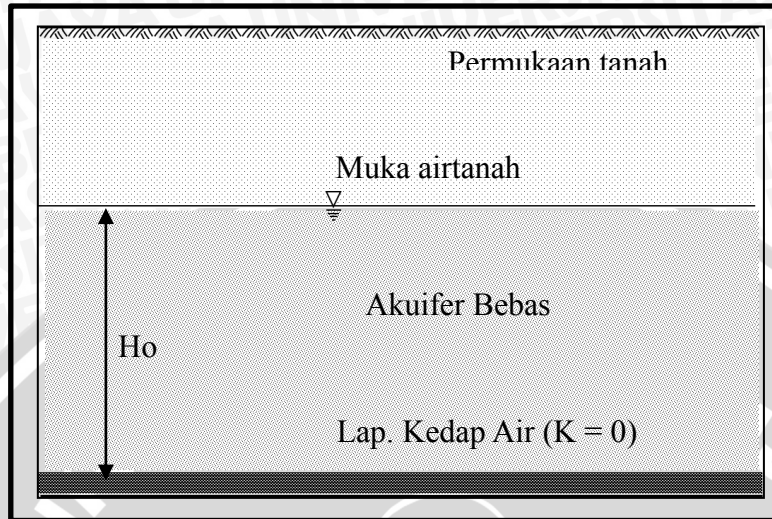 Permukaan tanah
Muka airtanah
Akuifer Bebas
Ho
Lap. Kedap Air (K = 0)